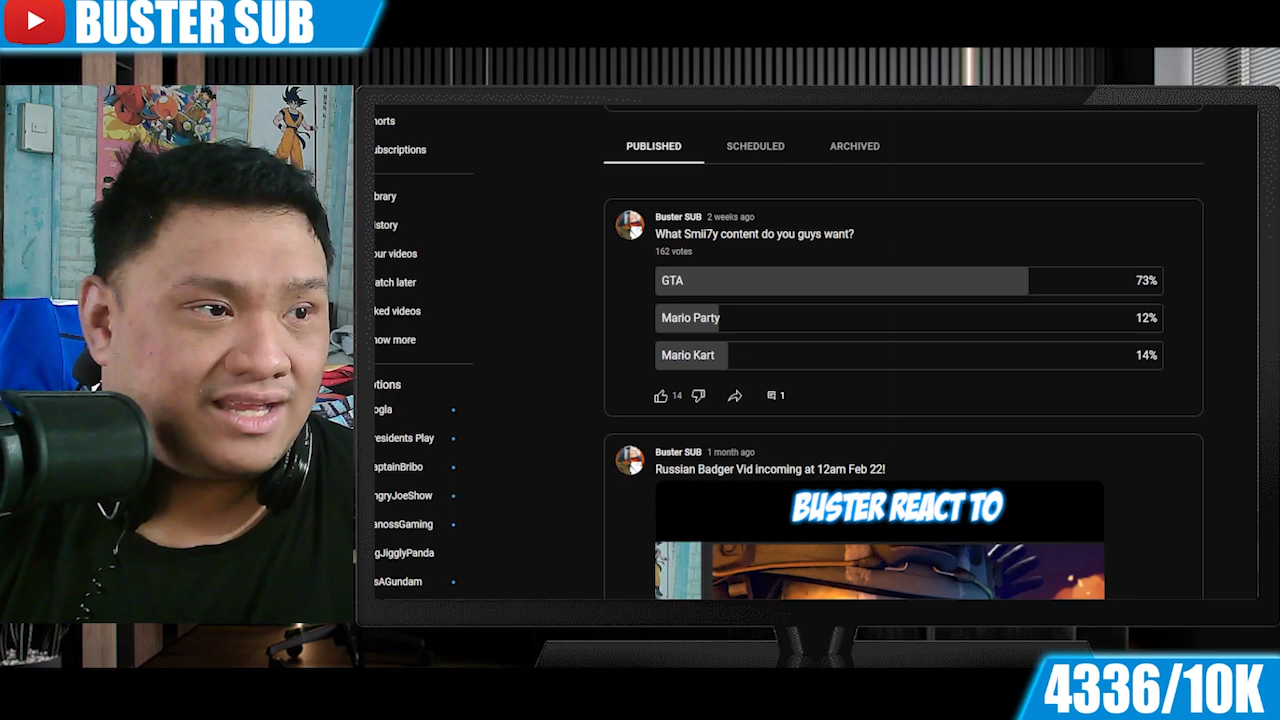 BUSTER SUB
horts
ubscriptions
brary
istory
our videos
atch later
ked videos
how more
ptions
ogla
residents Play
aptainBribo
ngryJoeShow
anossGaming
gJigglyPanda
sAGundam
PUBLISHED SCHEDULED ARCHIVED
Buster SUB 2 weeks ago
What Smii7y content do you guys want?
162 votes
GTA 73%
Mario Party 12%
Mario Kart 14%
14 1
Buster SUB 1 month ago
Russian Badger Vid incoming at 12am Feb 22!
BUSTER REACT TO
4336/10K